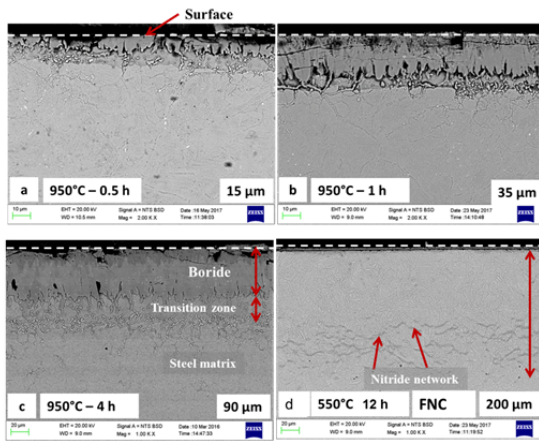 Surface
a 950°C – 0.5 h 15 µm
10 µm EHT = 20.00 kV Signal A = NTS BSD Date :18 May 2017 ZEISS
WD = 10.5 mm Mag = 2.00 K X Time :11:38:03
b 950°C – 1 h 35 µm
10 µm EHT = 20.00 kV Signal A = NTS BSD Date :23 May 2017 ZEISS
WD = 9.0 mm Mag = 2.00 K X Time :14:10:48
Boride
Transition zone
Steel matrix
c 950°C – 4 h 90 µm
20 µm EHT = 20.00 kV Signal A = NTS BSD Date :10 Mar 2016 ZEISS
WD = 9.0 mm Mag = 1.00 K X Time :14:47:33
Nitride network
d 550°C 12 h FNC 200 µm
20 µm EHT = 20.00 kV Signal A = NTS BSD Date :23 May 2017 ZEISS
WD = 9.0 mm Mag = 1.00 K X Time :11:19:52